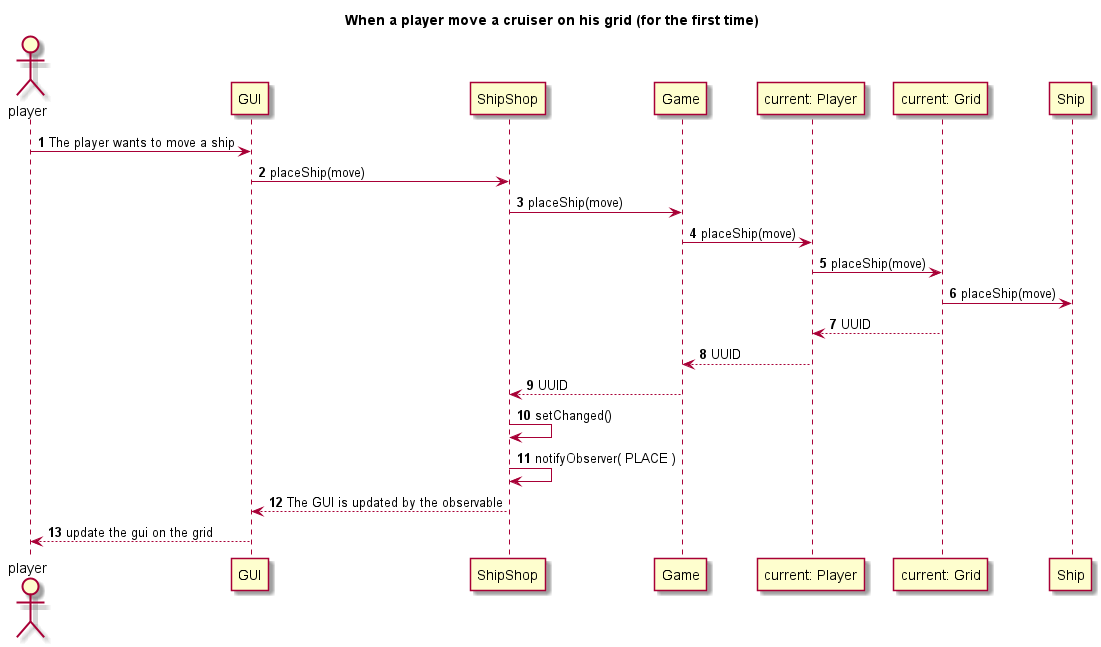 When a player move a cruiser on his grid (for the first time)
player
GUI
ShipShop
Game
current: Player
current: Grid
Ship
1 The player wants to move a ship
2 placeShip(move)
3 placeShip(move)
4 placeShip(move)
5 placeShip(move)
6 placeShip(move)
7 UUID
8 UUID
9 UUID
10 setChanged()
11 notifyObserver( PLACE )
12 The GUI is updated by the observable
13 update the gui on the grid
player
GUI
ShipShop
Game
current: Player
current: Grid
Ship